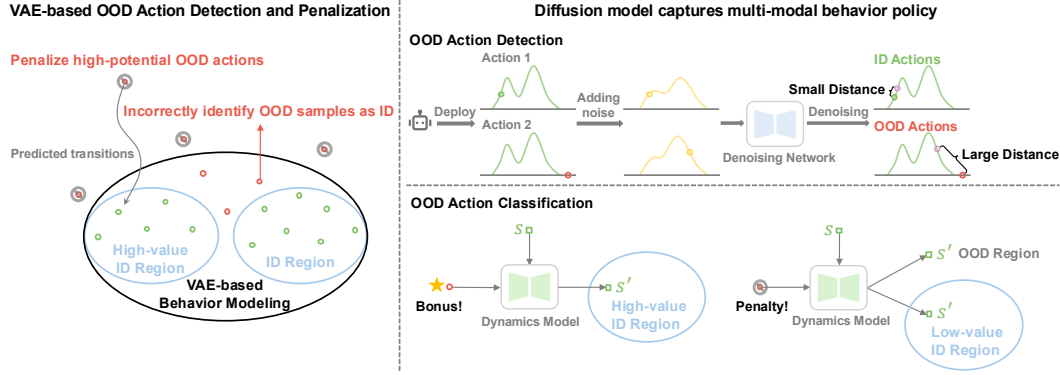 VAE-based OOD Action Detection and Penalization
Penalize high-potential OOD actions
Incorrectly identify OOD samples as ID
Predicted transitions
High-value
ID Region
ID Region
VAE-based
Behavior Modeling
Diffusion model captures multi-modal behavior policy
OOD Action Detection
Action 1
Deploy
Action 2
Adding
noise
Denoising Network
Denoising
ID Actions
Small Distance
OOD Actions
Large Distance
OOD Action Classification
S
Bonus!
Dynamics Model
S′
High-value
ID Region
S
Penalty!
Dynamics Model
S′ OOD Region
S′
Low-value
ID Region